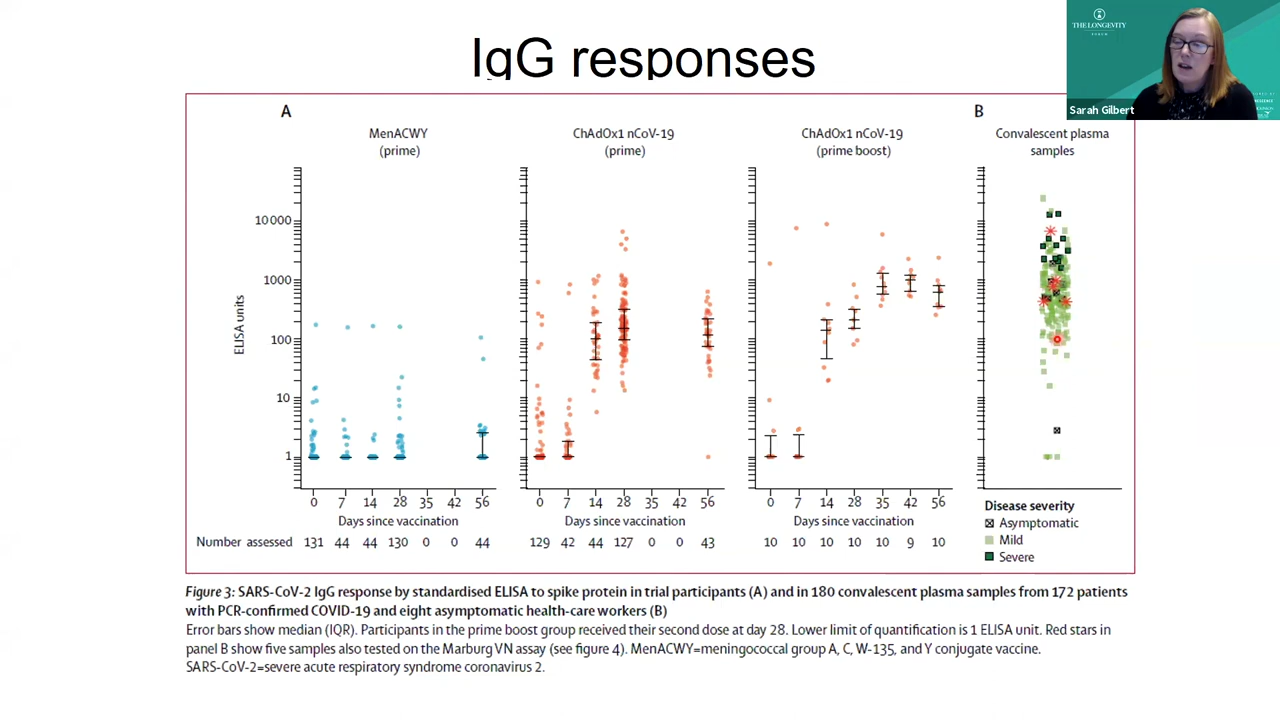 IgG responses
THE LONGEVITY
FORUM
Sarah Gilbert
A
B
MenACWY
(prime)
ChAdOx1 nCoV-19
(prime)
ChAdOx1 nCoV-19
(prime boost)
Convalescent plasma
samples
ELISA units
10 000
1000
100
10
1
0 7 14 28 35 42 56
0 7 14 28 35 42 56
0 7 14 28 35 42 56
Days since vaccination
Days since vaccination
Days since vaccination
Number assessed 131 44 44 130 0 0 44
129 42 44 127 0 0 43
10 10 10 10 10 9 10
Disease severity
Asymptomatic
Mild
Severe
Figure 3: SARS-CoV-2 IgG response by standardised ELISA to spike protein in trial participants (A) and in 180 convalescent plasma samples from 172 patients
with PCR-confirmed COVID-19 and eight asymptomatic health-care workers (B)
Error bars show median (IQR). Participants in the prime boost group received their second dose at day 28. Lower limit of quantification is 1 ELISA unit. Red stars in
panel B show five samples also tested on the Marburg VN assay (see figure 4). MenACWY=meningococcal group A, C, W-135, and Y conjugate vaccine.
SARS-CoV-2=severe acute respiratory syndrome coronavirus 2.